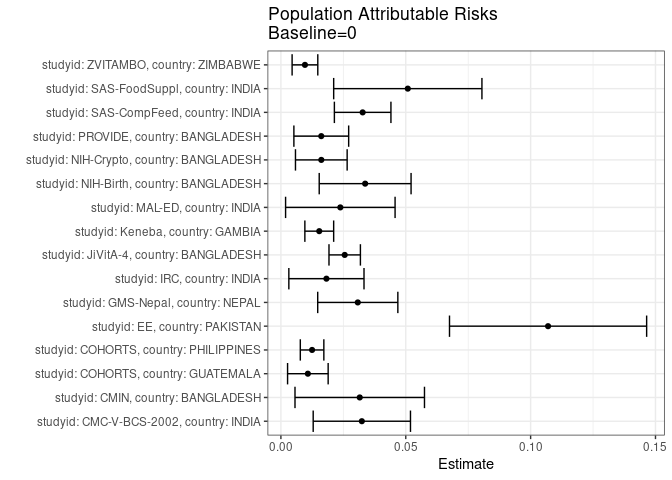 Population Attributable Risks
Baseline=0
studyid: ZVITAMBO, country: ZIMBABWE
studyid: SAS-FoodSuppl, country: INDIA
studyid: SAS-CompFeed, country: INDIA
studyid: PROVIDE, country: BANGLADESH
studyid: NIH-Crypto, country: BANGLADESH
studyid: NIH-Birth, country: BANGLADESH
studyid: MAL-ED, country: INDIA
studyid: Keneba, country: GAMBIA
studyid: JiVitA-4, country: BANGLADESH
studyid: IRC, country: INDIA
studyid: GMS-Nepal, country: NEPAL
studyid: EE, country: PAKISTAN
studyid: COHORTS, country: PHILIPPINES
studyid: COHORTS, country: GUATEMALA
studyid: CMIN, country: BANGLADESH
studyid: CMC-V-BCS-2002, country: INDIA
0.00 0.05 0.10 0.15
Estimate